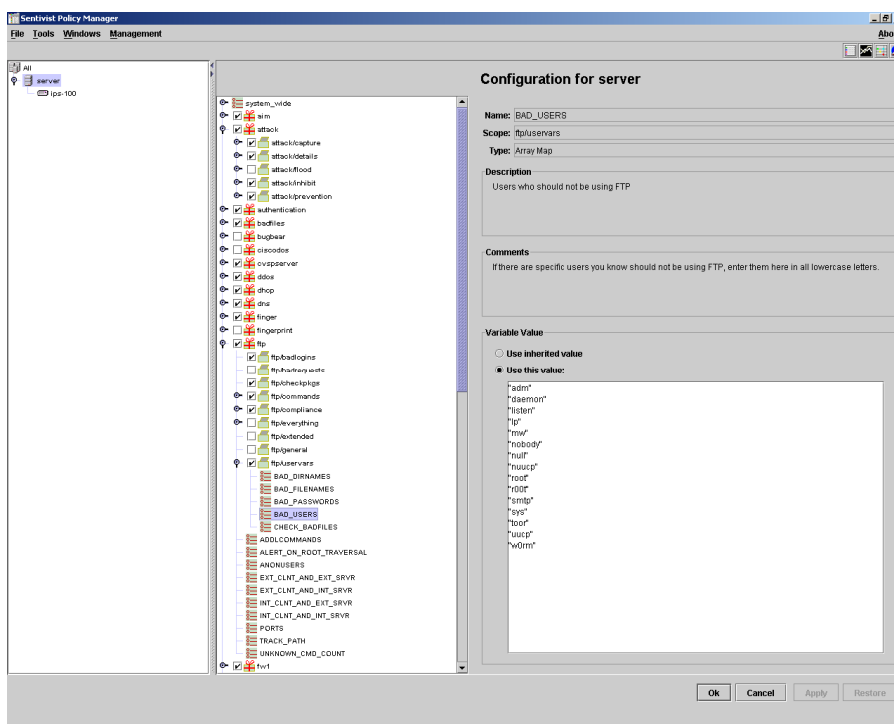 Sentivist Policy Manager
File Tools Windows Management
All
server
ips-100
system_wide
aim
attack
attack/capture
attack/details
attack/flood
attack/inhibit
attack/prevention
authentication
badfiles
bugbear
ciscodos
cvspserver
ddos
dhcp
dns
finger
fingerprint
ftp
ftp/badlogins
ftp/badrequests
ftp/checkpkgs
ftp/commands
ftp/compliance
ftp/everything
ftp/extended
ftp/general
ftp/uservars
BAD_DIRNAMES
BAD_FILENAMES
BAD_PASSWORDS
BAD_USERS
CHECK_BADFILES
ADDLCOMMANDS
ALERT_ON_ROOT_TRAVERSAL
ANONUSERS
EXT_CLNT_AND_EXT_SRVR
EXT_CLNT_AND_INT_SRVR
INT_CLNT_AND_EXT_SRVR
INT_CLNT_AND_INT_SRVR
PORTS
TRACK_PATH
UNKNOWN_CMD_COUNT
fw1
Configuration for server
Name: BAD_USERS
Scope: ftp/uservars
Type: Array Map
Description
Users who should not be using FTP
Comments
If there are specific users you know should not be using FTP, enter them here in all lowercase letters.
Variable Value
Use inherited value
Use this value:
"adm"
"daemon"
"listen"
"lp"
"mw"
"nobody"
"null"
"nuucp"
"root"
"r00t"
"smtp"
"sys"
"toor"
"uucp"
"w0rm"
Ok Cancel Apply Restore